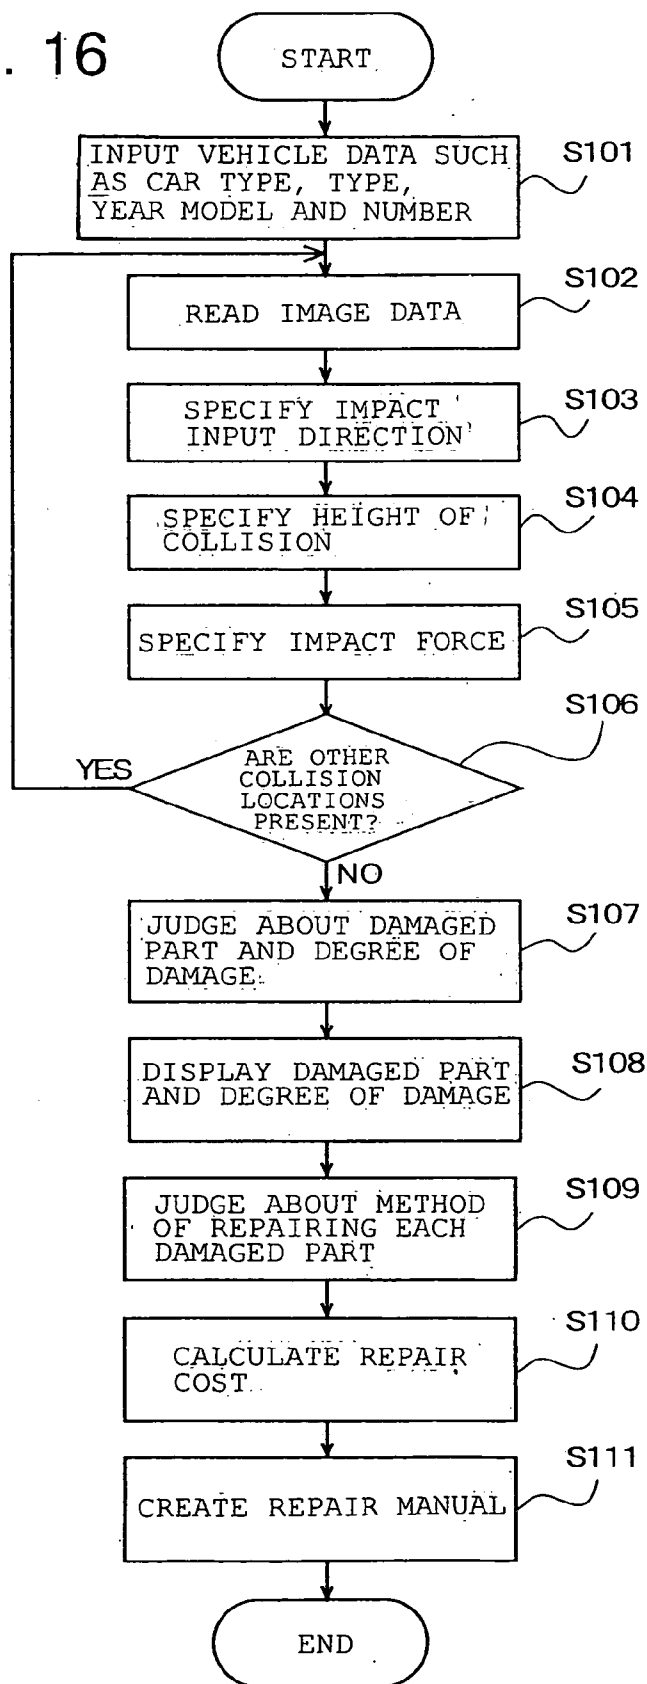 . 16
START
INPUT VEHICLE DATA SUCH
AS CAR TYPE, TYPE,
YEAR MODEL AND NUMBER
S101
READ IMAGE DATA
S102
SPECIFY IMPACT
INPUT DIRECTION
S103
SPECIFY HEIGHT OF
COLLISION
S104
SPECIFY IMPACT FORCE
S105
ARE OTHER
COLLISION
LOCATIONS
PRESENT?
S106
YES
NO
JUDGE ABOUT DAMAGED
PART AND DEGREE OF
DAMAGE
S107
DISPLAY DAMAGED PART
AND DEGREE OF DAMAGE
S108
JUDGE ABOUT METHOD
OF REPAIRING EACH
DAMAGED PART
S109
CALCULATE REPAIR
COST
S110
CREATE REPAIR MANUAL
S111
END